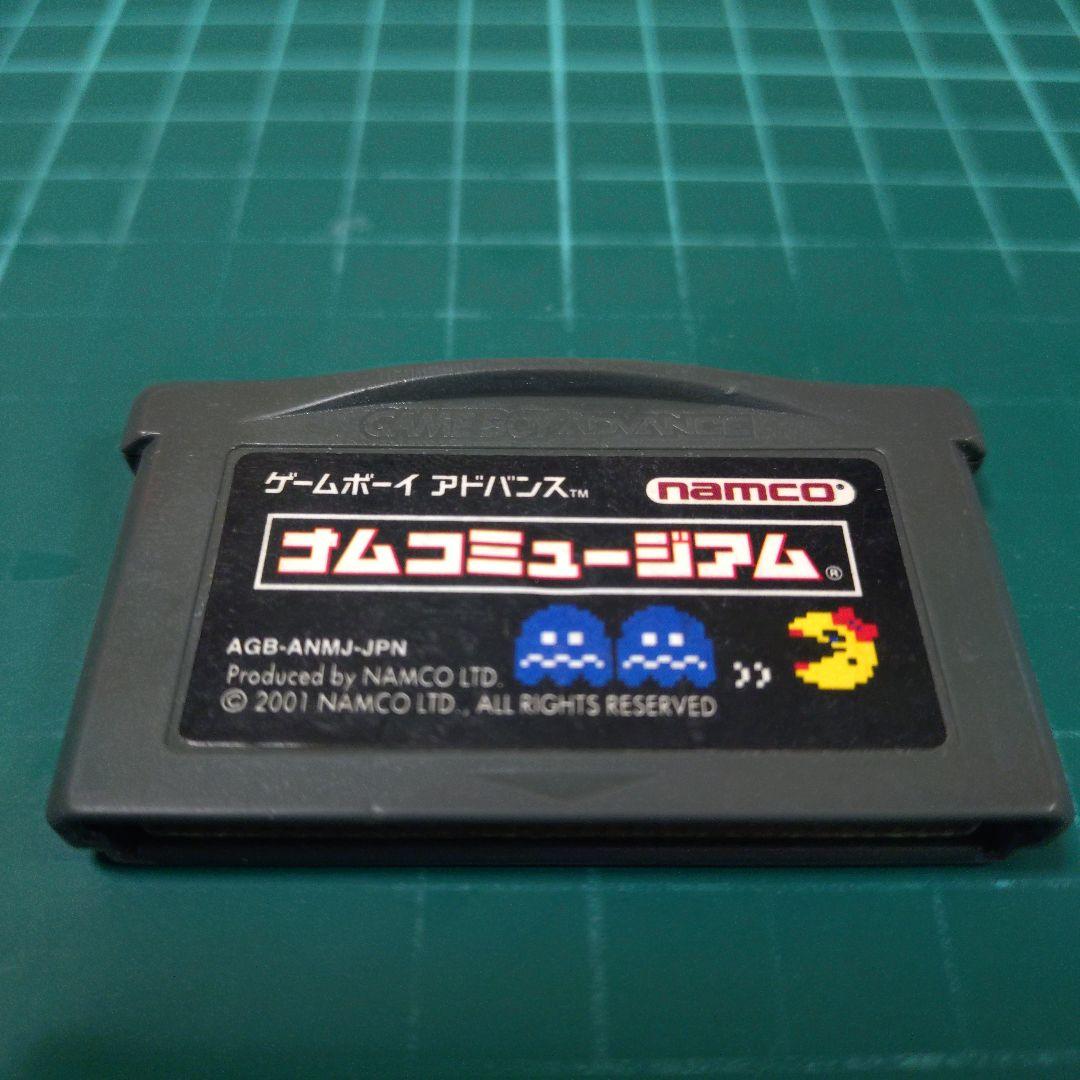 GAME BOY ADVANCE
ゲームボーイ アドバンス™
namco®
ナムコミュージアム®
AGB-ANMJ-JPN
Produced by NAMCO LTD.
© 2001 NAMCO LTD., ALL RIGHTS RESERVED